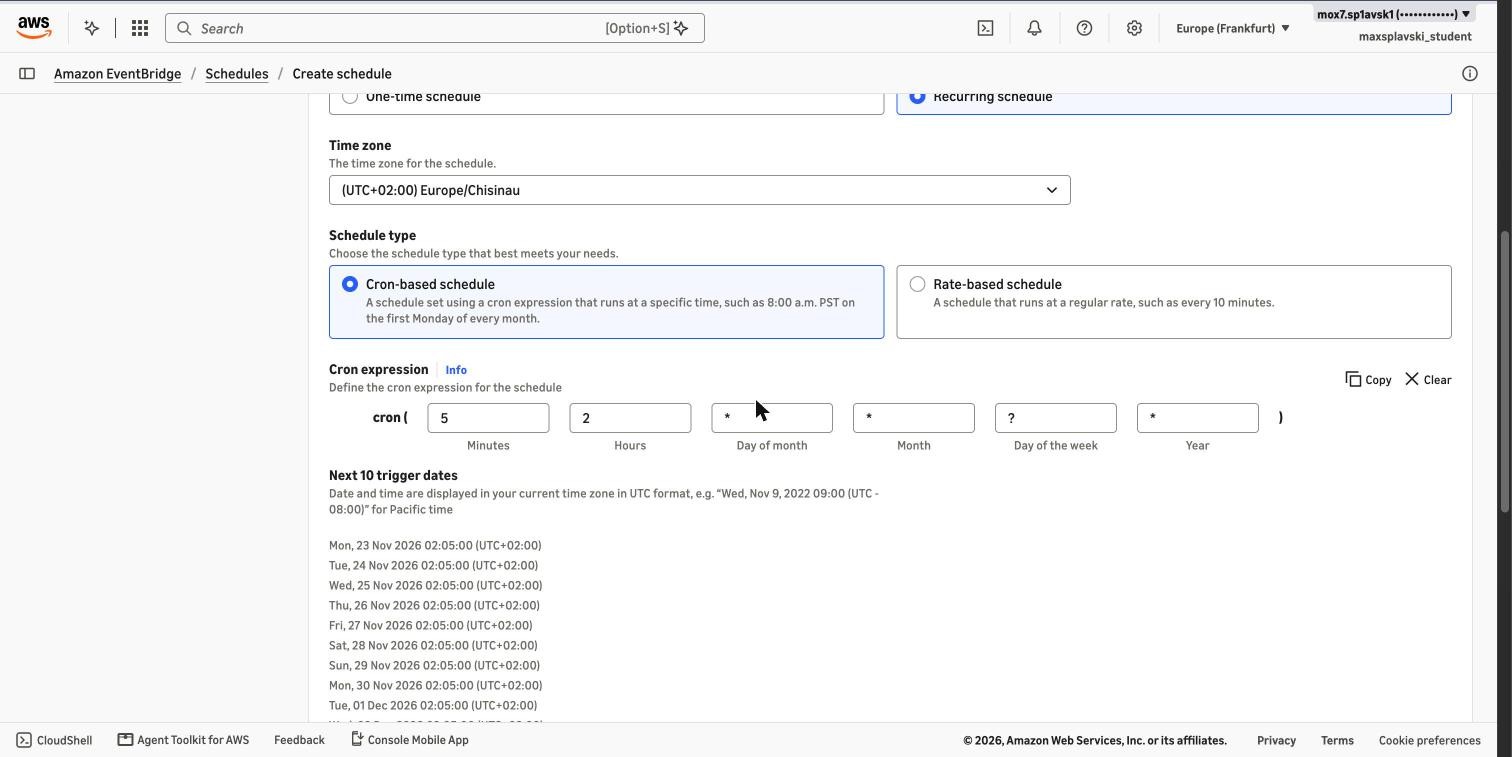 aws
Search
[Option+S]
Europe (Frankfurt)
mox7.sp1avsk1 (••••••••••••)
maxsplavski_student
Amazon EventBridge / Schedules / Create schedule
One-time schedule
Recurring schedule
Time zone
The time zone for the schedule.
(UTC+02:00) Europe/Chisinau
Schedule type
Choose the schedule type that best meets your needs.
Cron-based schedule
A schedule set using a cron expression that runs at a specific time, such as 8:00 a.m. PST on
the first Monday of every month.
Rate-based schedule
A schedule that runs at a regular rate, such as every 10 minutes.
Cron expression Info
Define the cron expression for the schedule
Copy Clear
cron ( 5 2 * * ? * )
Minutes Hours Day of month Month Day of the week Year
Next 10 trigger dates
Date and time are displayed in your current time zone in UTC format, e.g. “Wed, Nov 9, 2022 09:00 (UTC -
08:00)” for Pacific time
Mon, 23 Nov 2026 02:05:00 (UTC+02:00)
Tue, 24 Nov 2026 02:05:00 (UTC+02:00)
Wed, 25 Nov 2026 02:05:00 (UTC+02:00)
Thu, 26 Nov 2026 02:05:00 (UTC+02:00)
Fri, 27 Nov 2026 02:05:00 (UTC+02:00)
Sat, 28 Nov 2026 02:05:00 (UTC+02:00)
Sun, 29 Nov 2026 02:05:00 (UTC+02:00)
Mon, 30 Nov 2026 02:05:00 (UTC+02:00)
Tue, 01 Dec 2026 02:05:00 (UTC+02:00)
CloudShell Agent Toolkit for AWS Feedback Console Mobile App
© 2026, Amazon Web Services, Inc. or its affiliates. Privacy Terms Cookie preferences